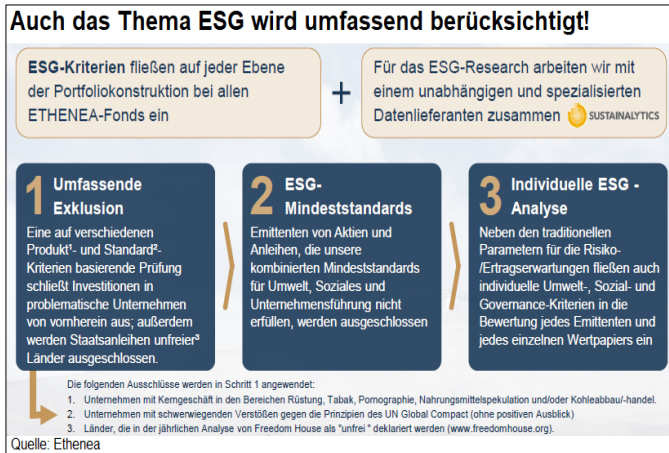 Auch das Thema ESG wird umfassend berücksichtigt!
ESG-Kriterien fließen auf jeder Ebene
der Portfoliokonstruktion bei allen
ETHENEA-Fonds ein
+
Für das ESG-Research arbeiten wir mit
einem unabhängigen und spezialisierten
Datenlieferanten zusammen SUSTAINALYTICS
1 Umfassende
Exklusion
Eine auf verschiedenen
Produkt¹- und Standard²-
Kriterien basierende Prüfung
schließt Investitionen in
problematische Unternehmen
von vornherein aus; außerdem
werden Staatsanleihen unfreier³
Länder ausgeschlossen.
2 ESG-
Mindeststandards
Emittenten von Aktien und
Anleihen, die unsere
kombinierten Mindeststandards
für Umwelt, Soziales und
Unternehmensführung nicht
erfüllen, werden ausgeschlossen
3 Individuelle ESG -
Analyse
Neben den traditionellen
Parametern für die Risiko-
/Ertragserwartungen fließen auch
individuelle Umwelt-, Sozial- und
Governance-Kriterien in die
Bewertung jedes Emittenten und
jedes einzelnen Wertpapiers ein
Die folgenden Ausschlüsse werden in Schritt 1 angewendet:
1. Unternehmen mit Kerngeschäft in den Bereichen Rüstung, Tabak, Pornographie, Nahrungsmittelspekulation und/oder Kohleabbau/-handel.
2. Unternehmen mit schwerwiegenden Verstößen gegen die Prinzipien des UN Global Compact (ohne positiven Ausblick)
3. Länder, die in der jährlichen Analyse von Freedom House als "unfrei " deklariert werden (www.freedomhouse.org).
Quelle: Ethenea